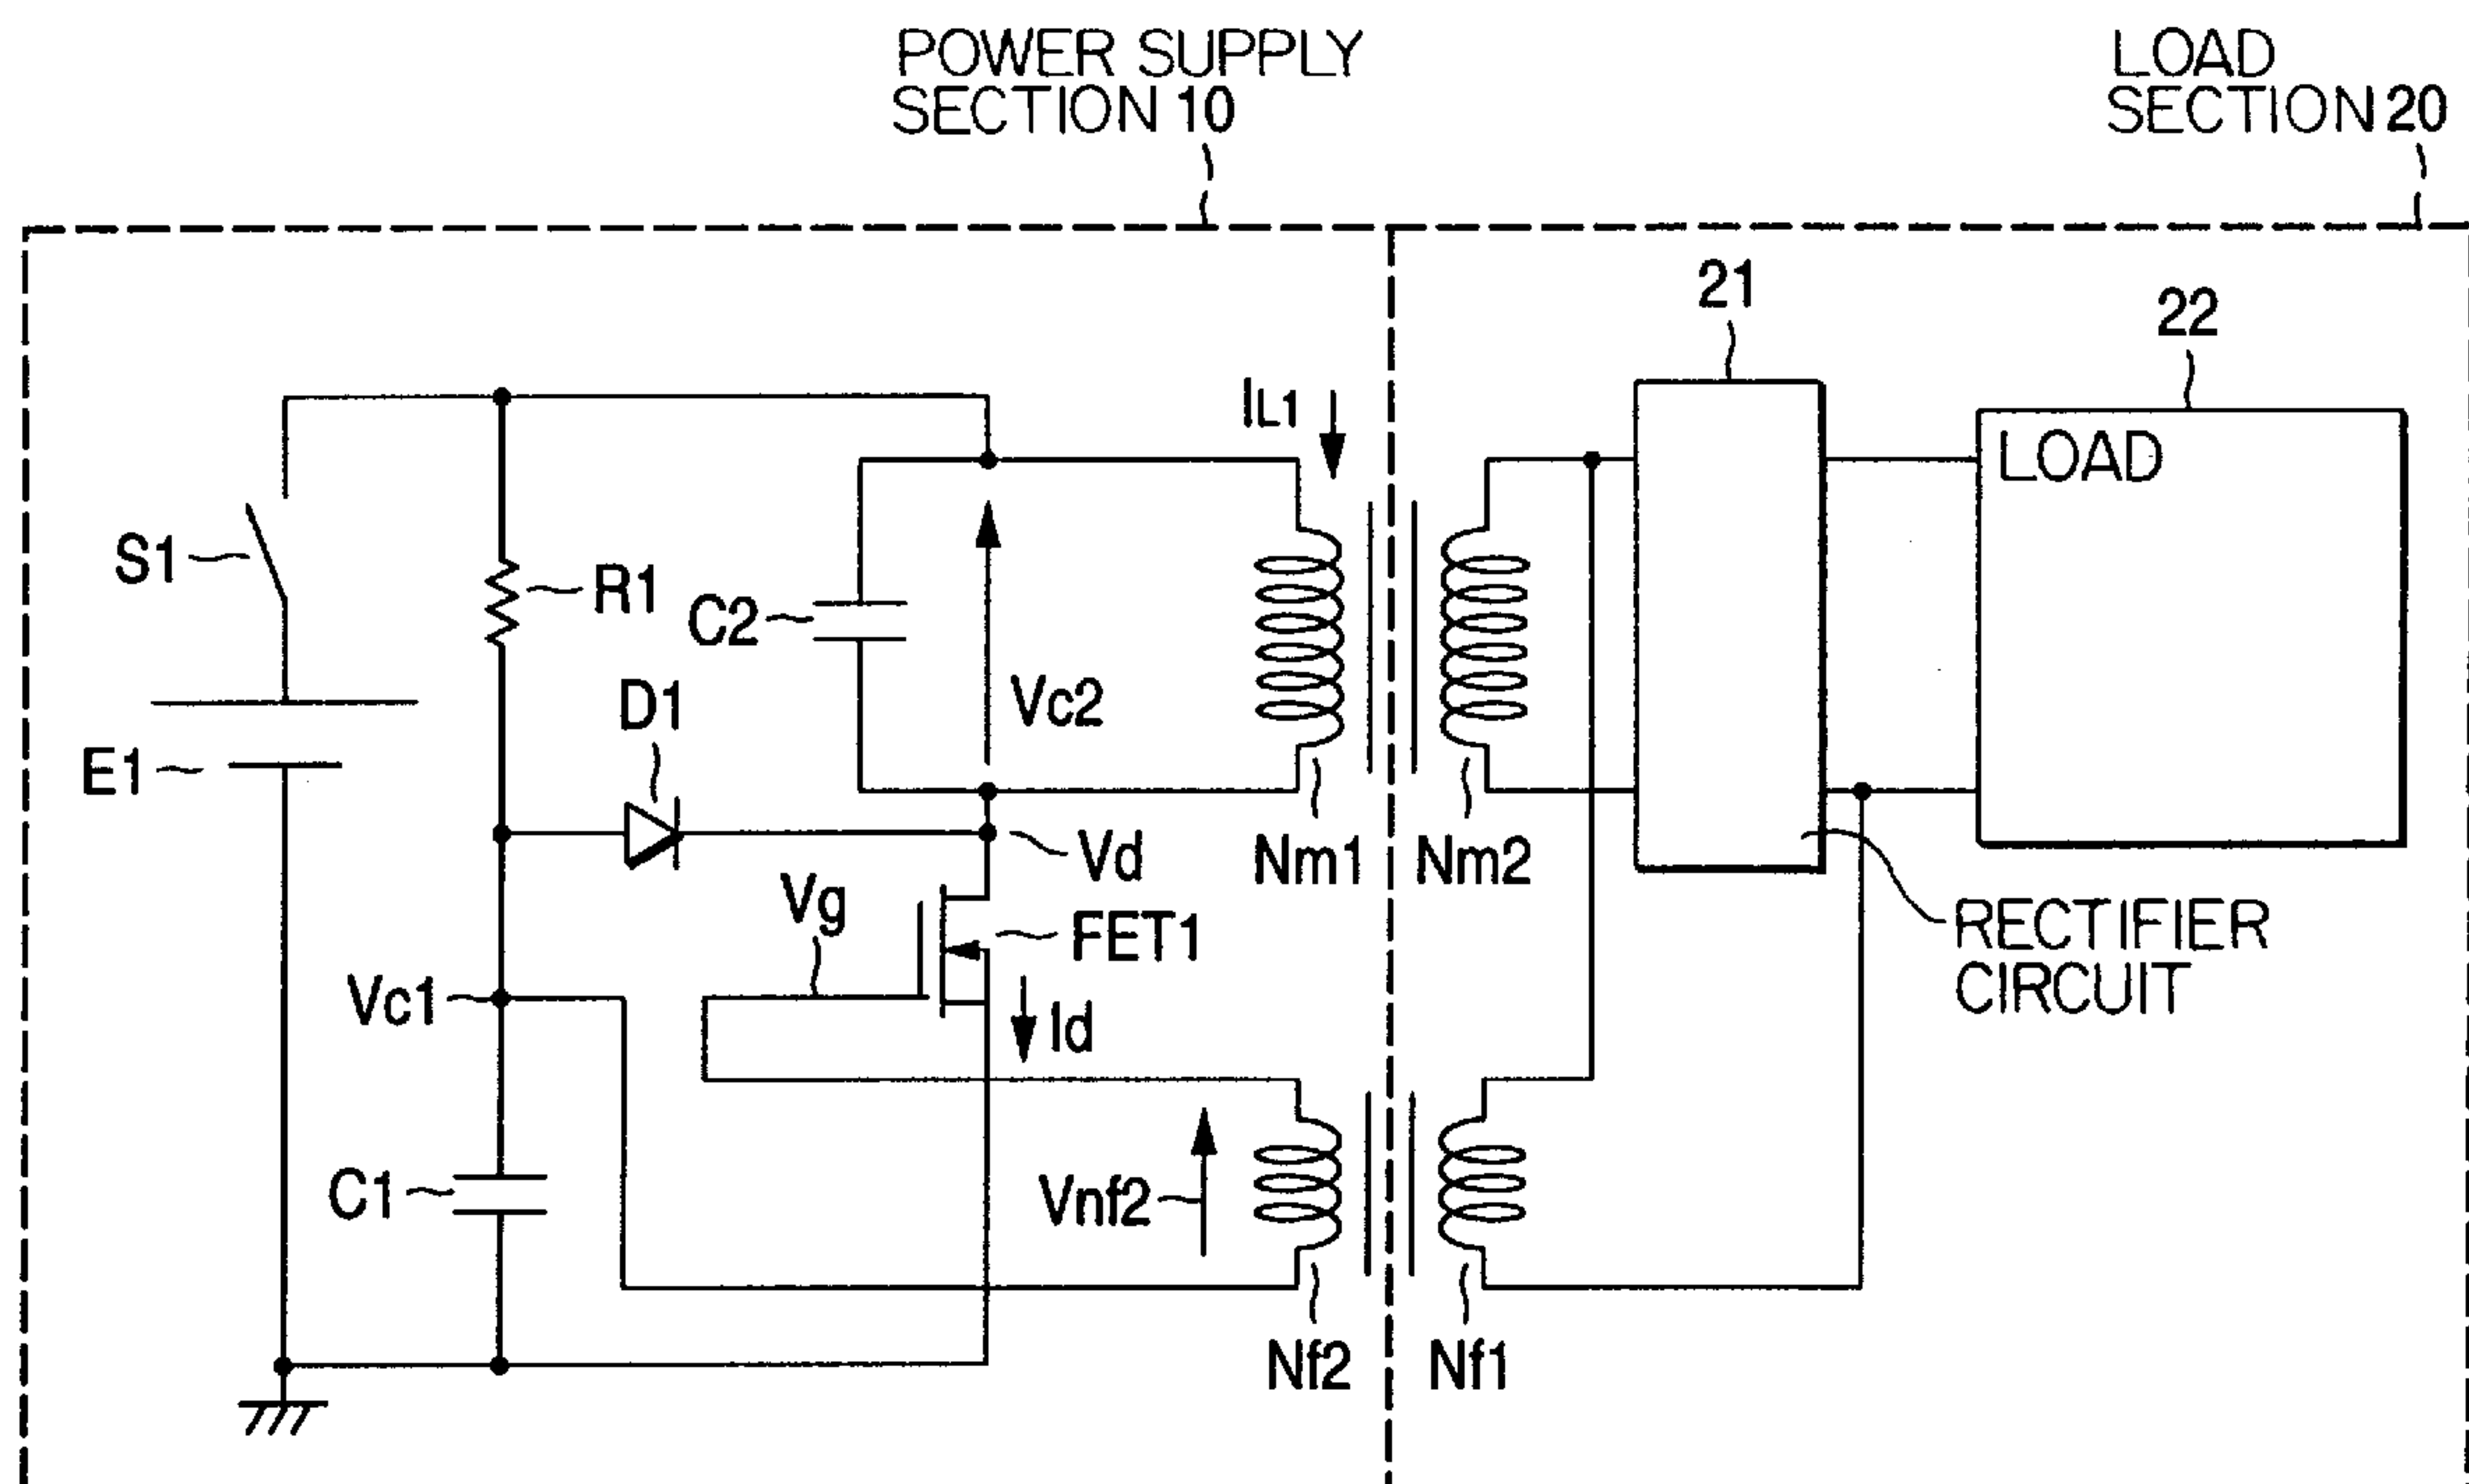 POWER SUPPLY
SECTION 10
LOAD
SECTION 20
21
22
IL1
LOAD
S1
R1
C2
D1
Vc2
E1
Vd
Nm1
Nm2
Vg
FET1
RECTIFIER
CIRCUIT
Vc1
Id
C1
Vnf2
Nf2
Nf1